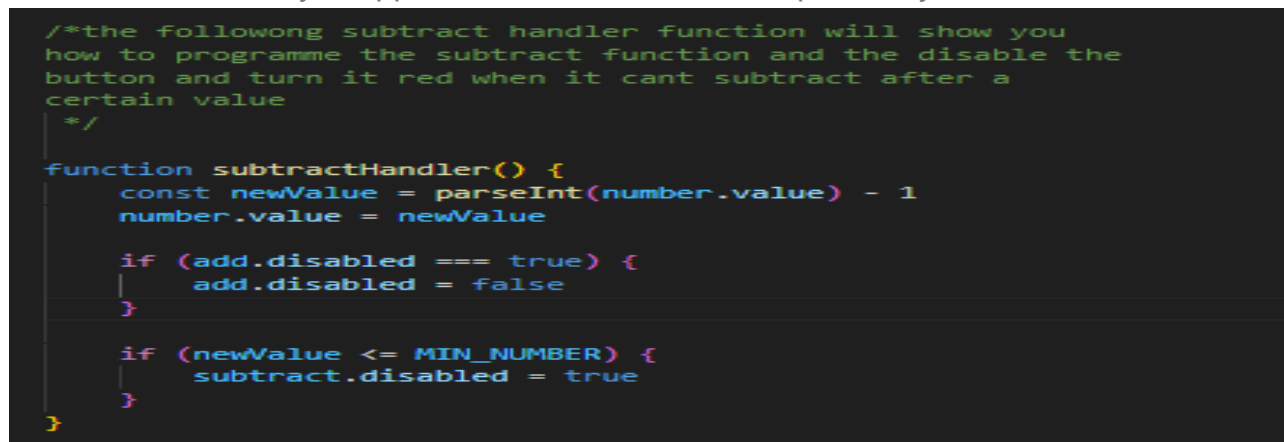 /*the followong subtract handler function will show you
how to programme the subtract function and the disable the
button and turn it red when it cant subtract after a
certain value
*/
function subtractHandler() {
const newValue = parseInt(number.value) - 1
number.value = newValue
if (add.disabled === true) {
add.disabled = false
}
if (newValue <= MIN_NUMBER) {
subtract.disabled = true
}
}